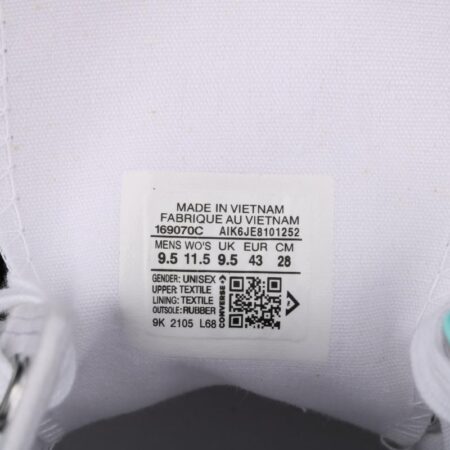 MADE IN VIETNAM
FABRIQUE AU VIETNAM
169070C AIK6JE8101252
MENS WO'S UK EUR CM
9.5 11.5 9.5 43 28
GENDER: UNISEX
UPPER: TEXTILE
LINING: TEXTILE
OUTSOLE: RUBBER
9K 2105 L68
CONVERSE